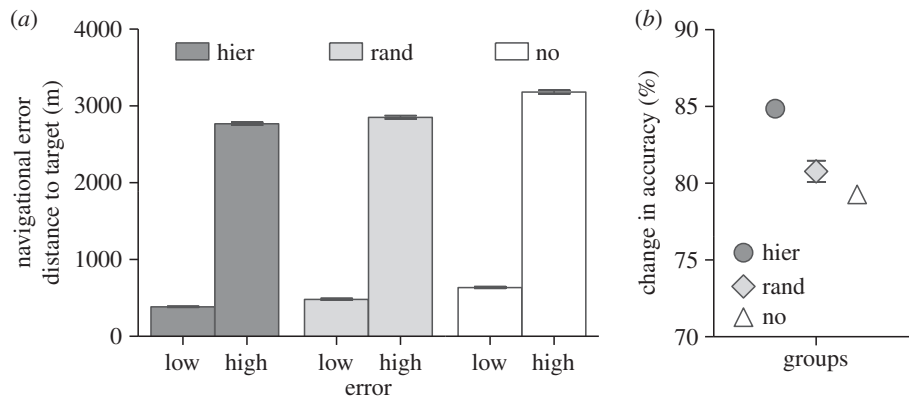 (a)
4000
3000
2000
1000
0
navigational error
distance to target (m)
hier
rand
no
low high low high low high
error
(b)
90
85
80
75
70
change in accuracy (%)
hier
rand
no
groups